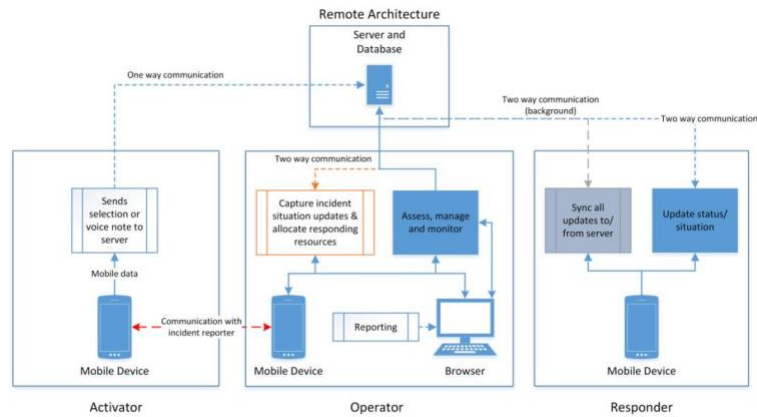 Remote Architecture
Server and
Database
One way communication
Two way communication
(background)
Two way communication
Two way communication
Sends
selection or
voice note to
server
Capture incident
situation updates &
allocate responding
resources
Assess, manage
and monitor
Sync all
updates to/
from server
Update status/
situation
Mobile data
Communication with
incident reporter
Reporting
Mobile Device
Mobile Device
Browser
Mobile Device
Activator
Operator
Responder